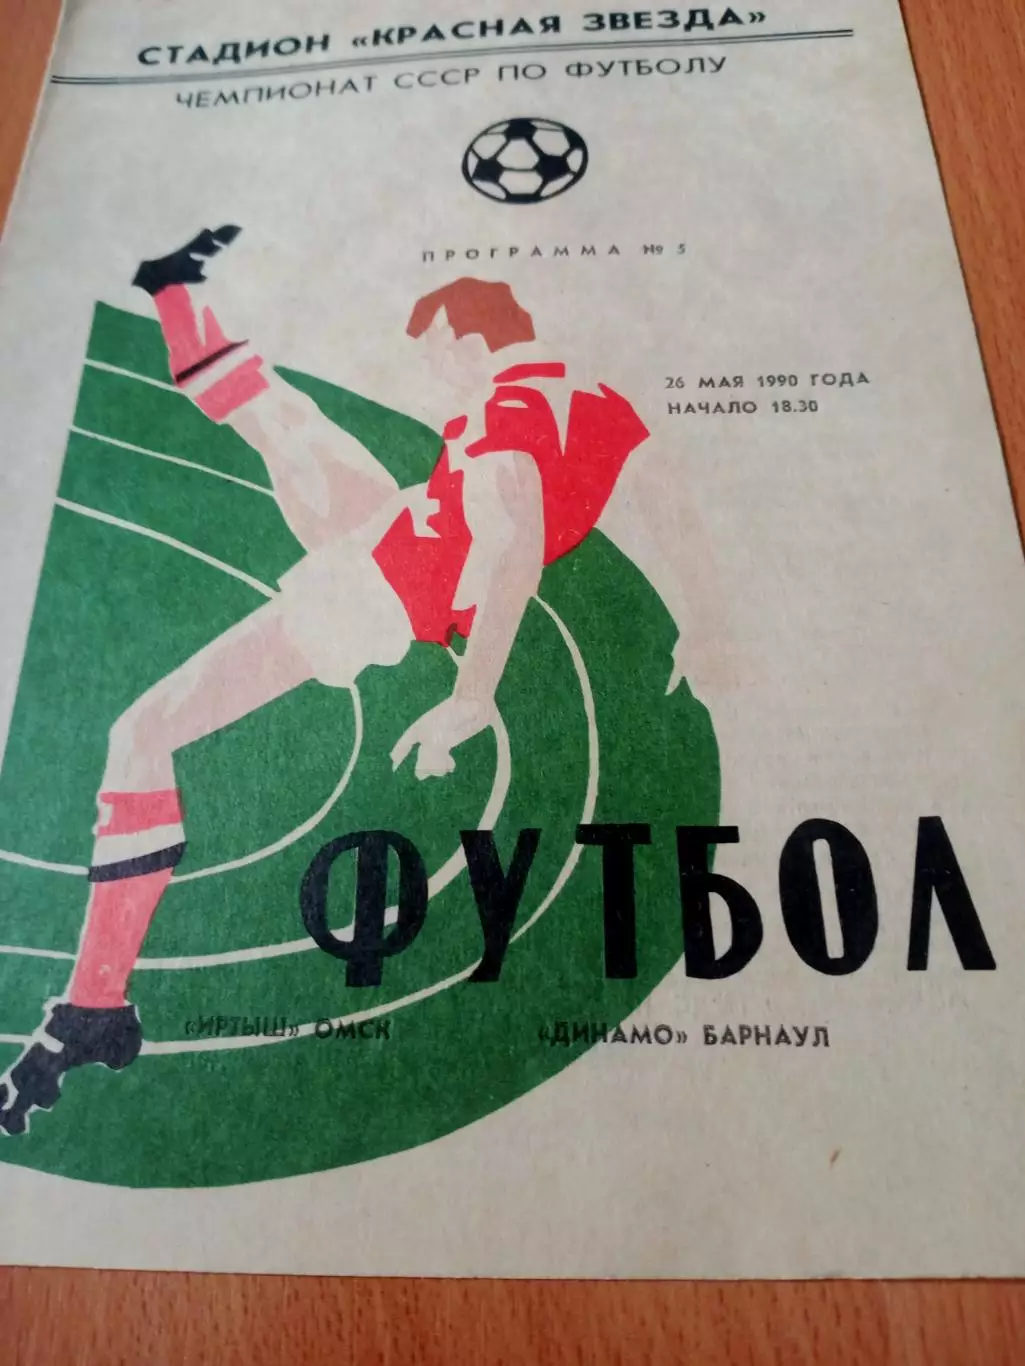 СТАДИОН «КРАСНАЯ ЗВЕЗДА»
ЧЕМПИОНАТ СССР ПО ФУТБОЛУ
ПРОГРАММА № 5
26 МАЯ 1990 ГОДА
НАЧАЛО 18.30
ФУТБОЛ
«ИРТЫШ» ОМСК «ДИНАМО» БАРНАУЛ